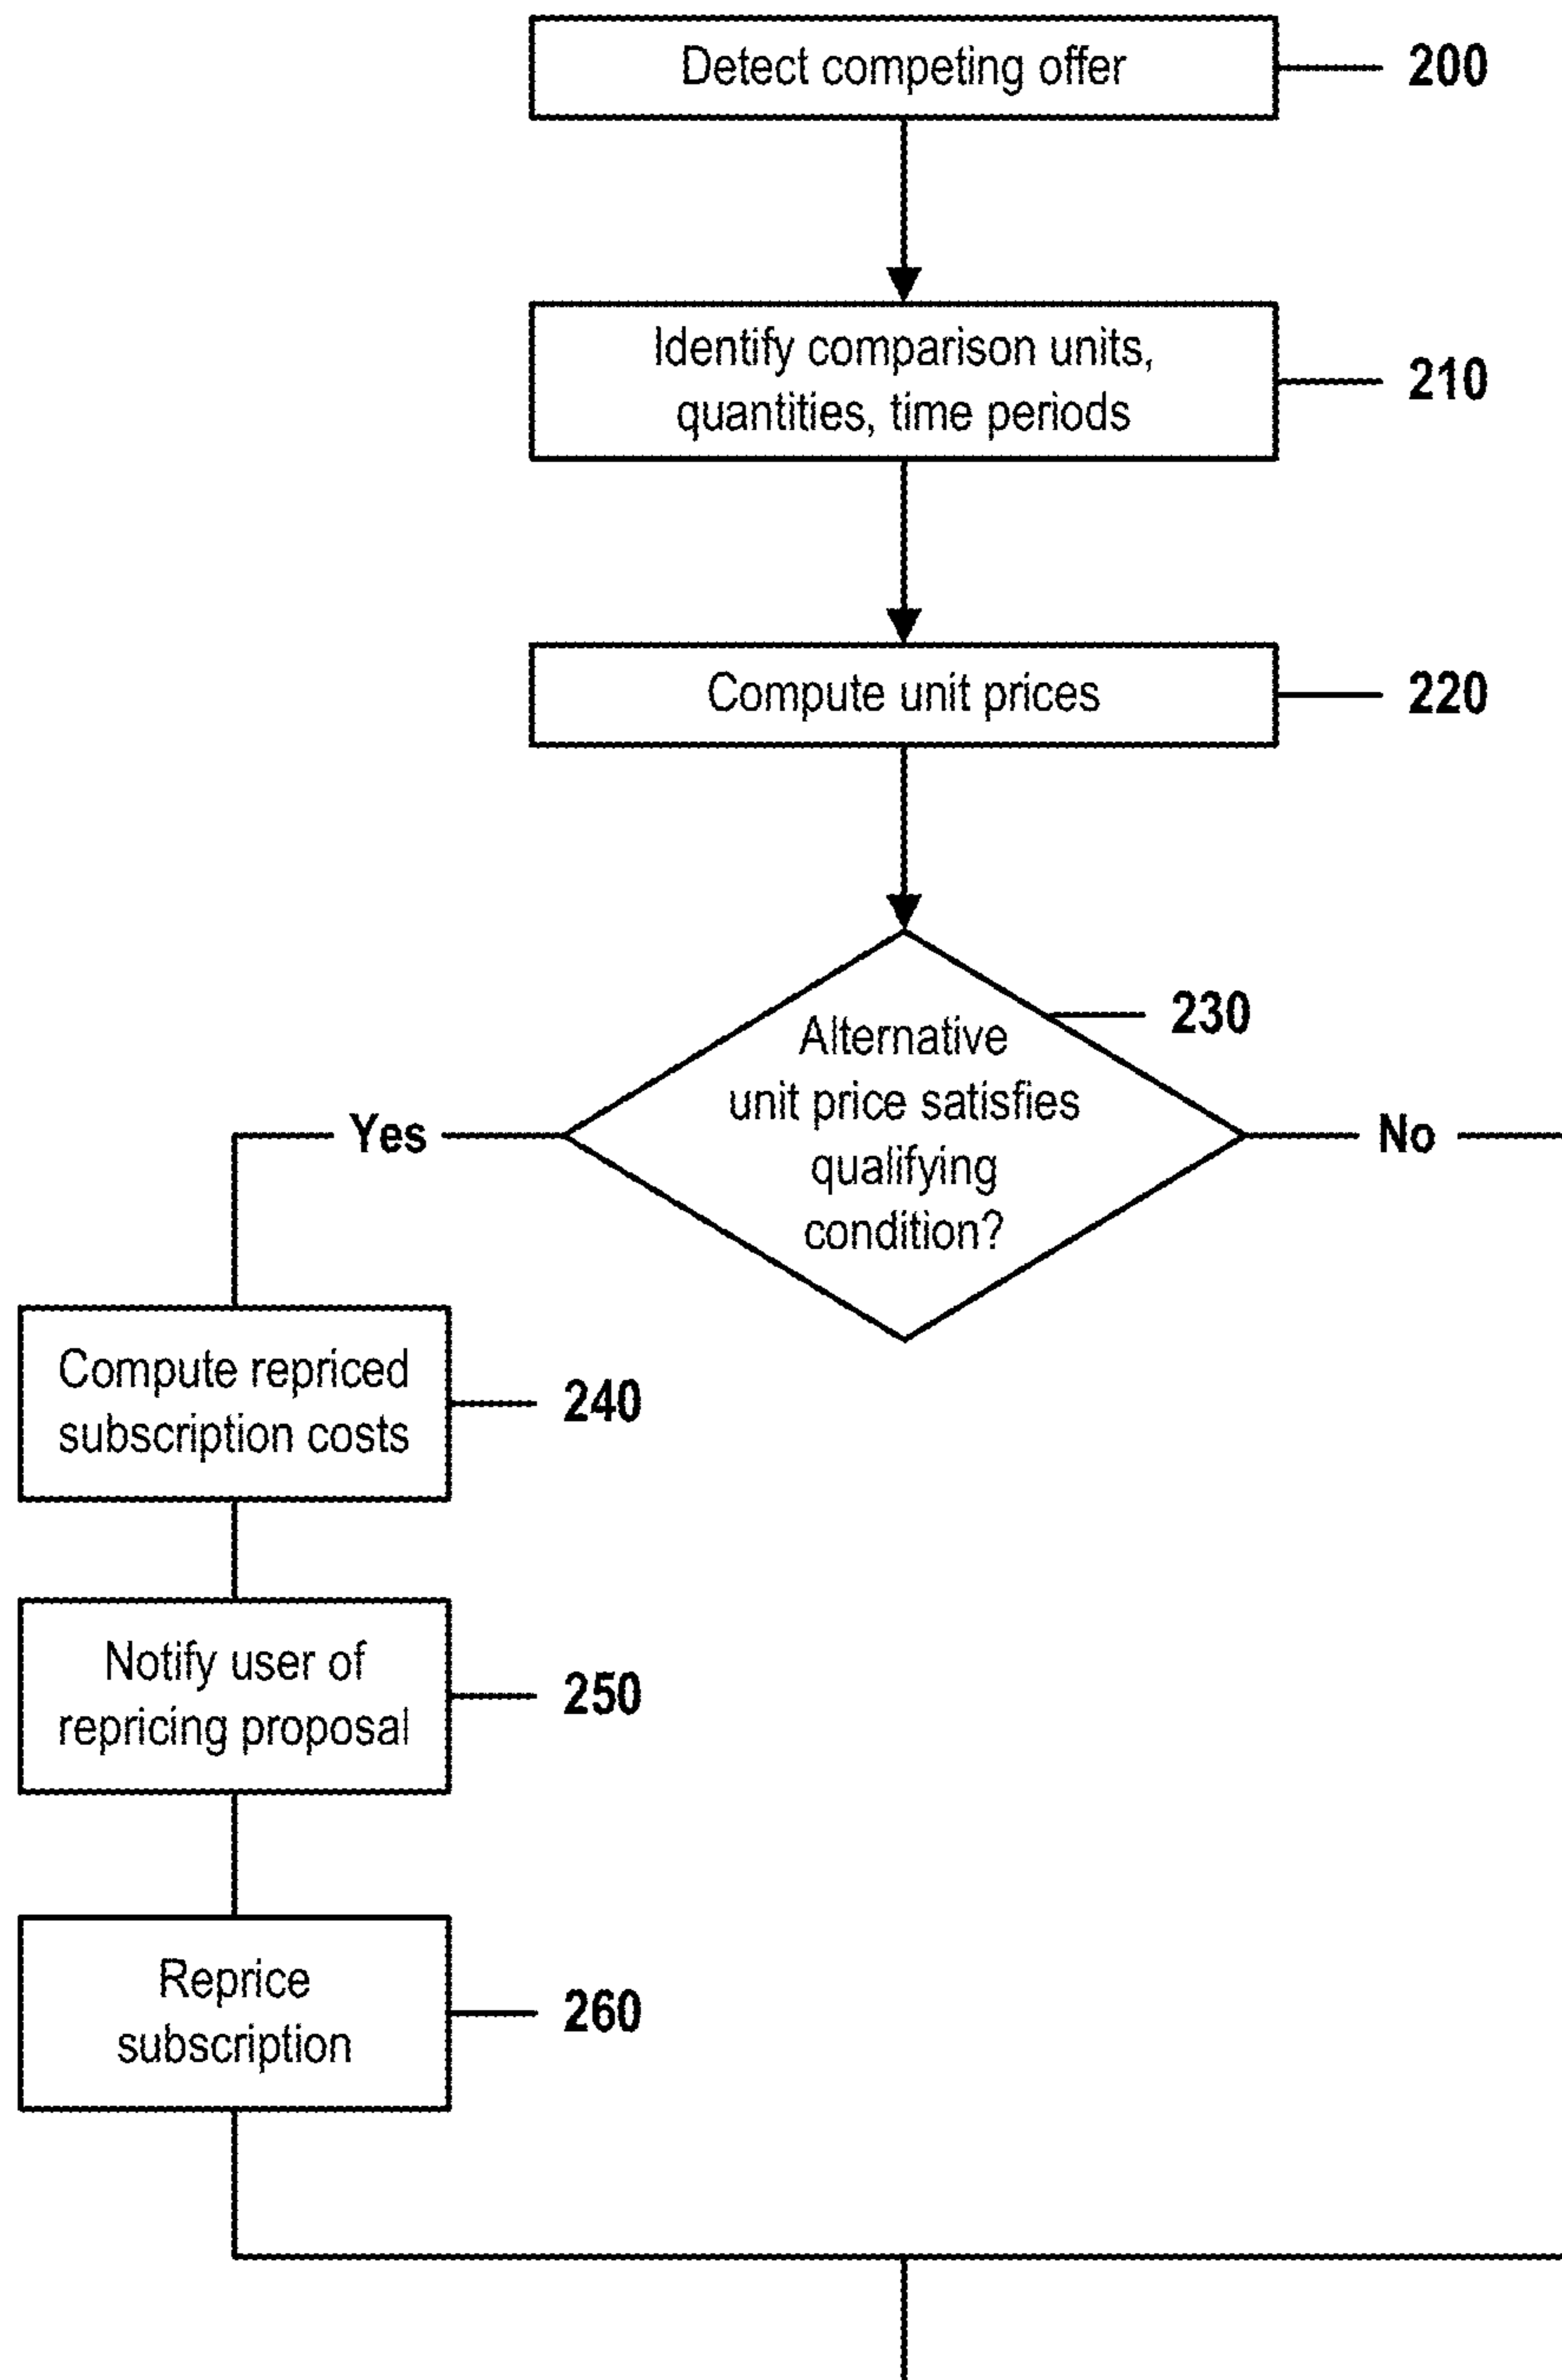 Detect competing offer
200
Identify comparison units,
quantities, time periods
210
Compute unit prices
220
230
Alternative
unit price satisfies
qualifying
condition?
Yes
No
Compute repriced
subscription costs
240
Notify user of
repricing proposal
250
Reprice
subscription
260